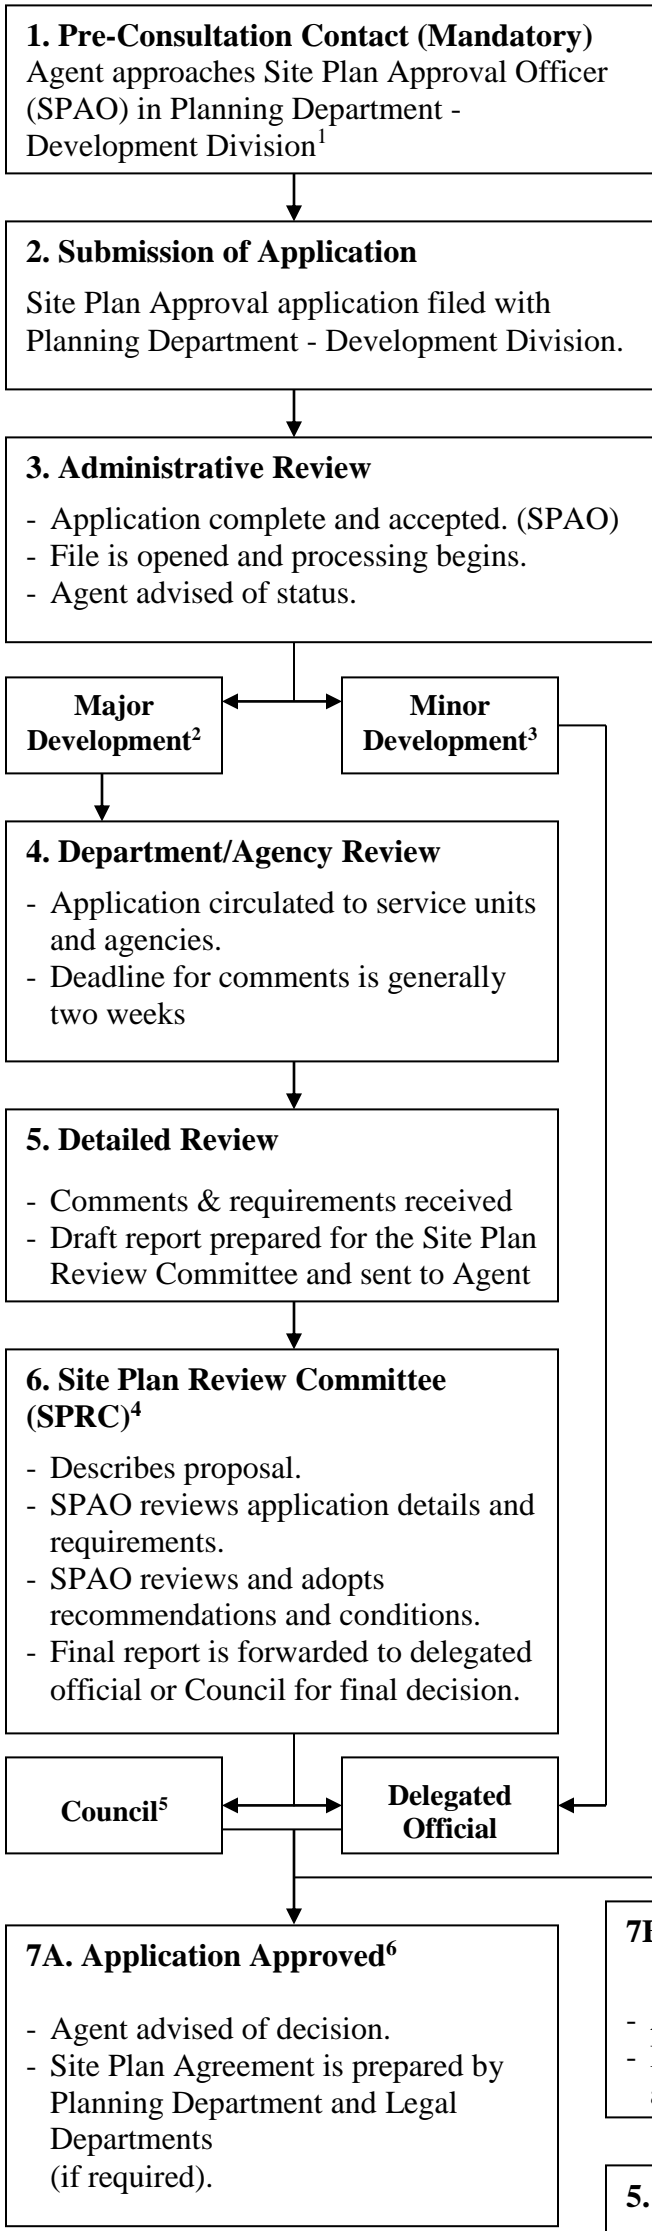 1. Pre-Consultation Contact (Mandatory)
Agent approaches Site Plan Approval Officer
(SPAO) in Planning Department -
Development Division1
2. Submission of Application
Site Plan Approval application filed with
Planning Department - Development Division.
3. Administrative Review
- Application complete and accepted. (SPAO)
- File is opened and processing begins.
- Agent advised of status.
Major
Development2
Minor
Development3
4. Department/Agency Review
- Application circulated to service units
and agencies.
- Deadline for comments is generally
two weeks
5. Detailed Review
- Comments & requirements received
- Draft report prepared for the Site Plan
Review Committee and sent to Agent
6. Site Plan Review Committee
(SPRC)4
- Describes proposal.
- SPAO reviews application details and
requirements.
- SPAO reviews and adopts
recommendations and conditions.
- Final report is forwarded to delegated
official or Council for final decision.
Council5
Delegated
Official
7A. Application Approved6
- Agent advised of decision.
- Site Plan Agreement is prepared by
Planning Department and Legal
Departments
(if required).
5.